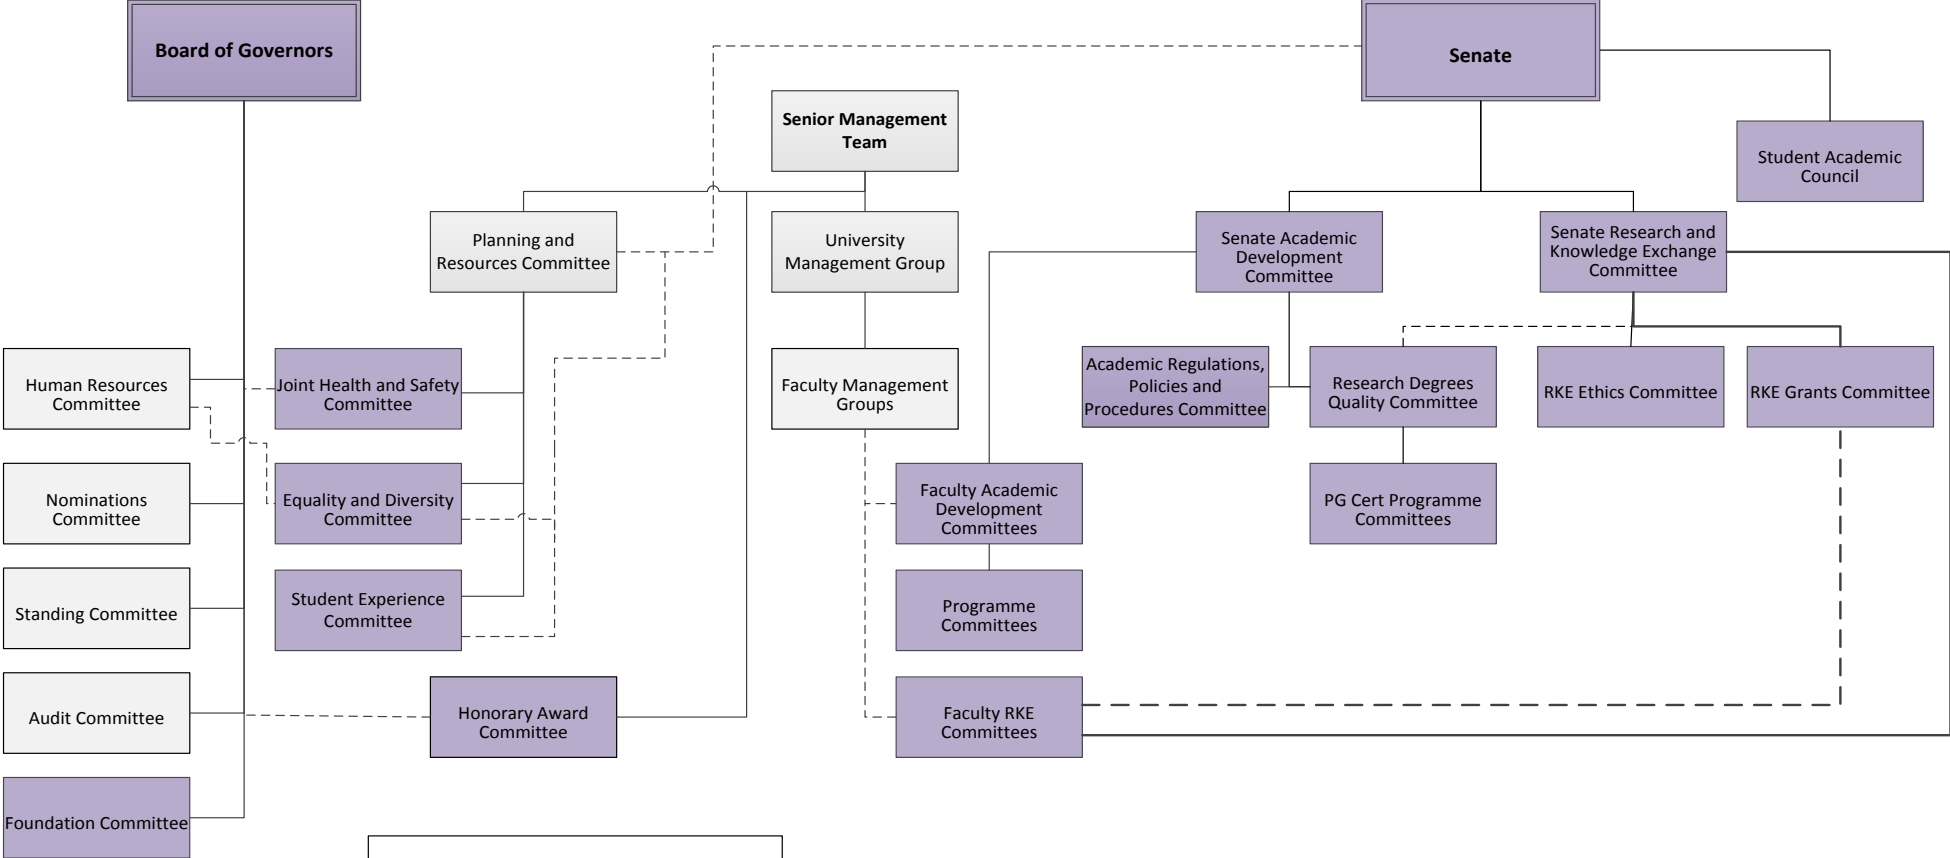 Board of Governors
Senate
Senior Management
Team
Student Academic
Council
Planning and
Resources Committee
University
Management Group
Senate Academic
Development
Committee
Senate Research and
Knowledge Exchange
Committee
Human Resources
Committee
Joint Health and Safety
Committee
Faculty Management
Groups
Academic Regulations,
Policies and
Procedures Committee
Research Degrees
Quality Committee
RKE Ethics Committee
RKE Grants Committee
Nominations
Committee
Equality and Diversity
Committee
Faculty Academic
Development
Committees
PG Cert Programme
Committees
Standing Committee
Student Experience
Committee
Programme
Committees
Audit Committee
Honorary Award
Committee
Faculty RKE
Committees
Foundation Committee